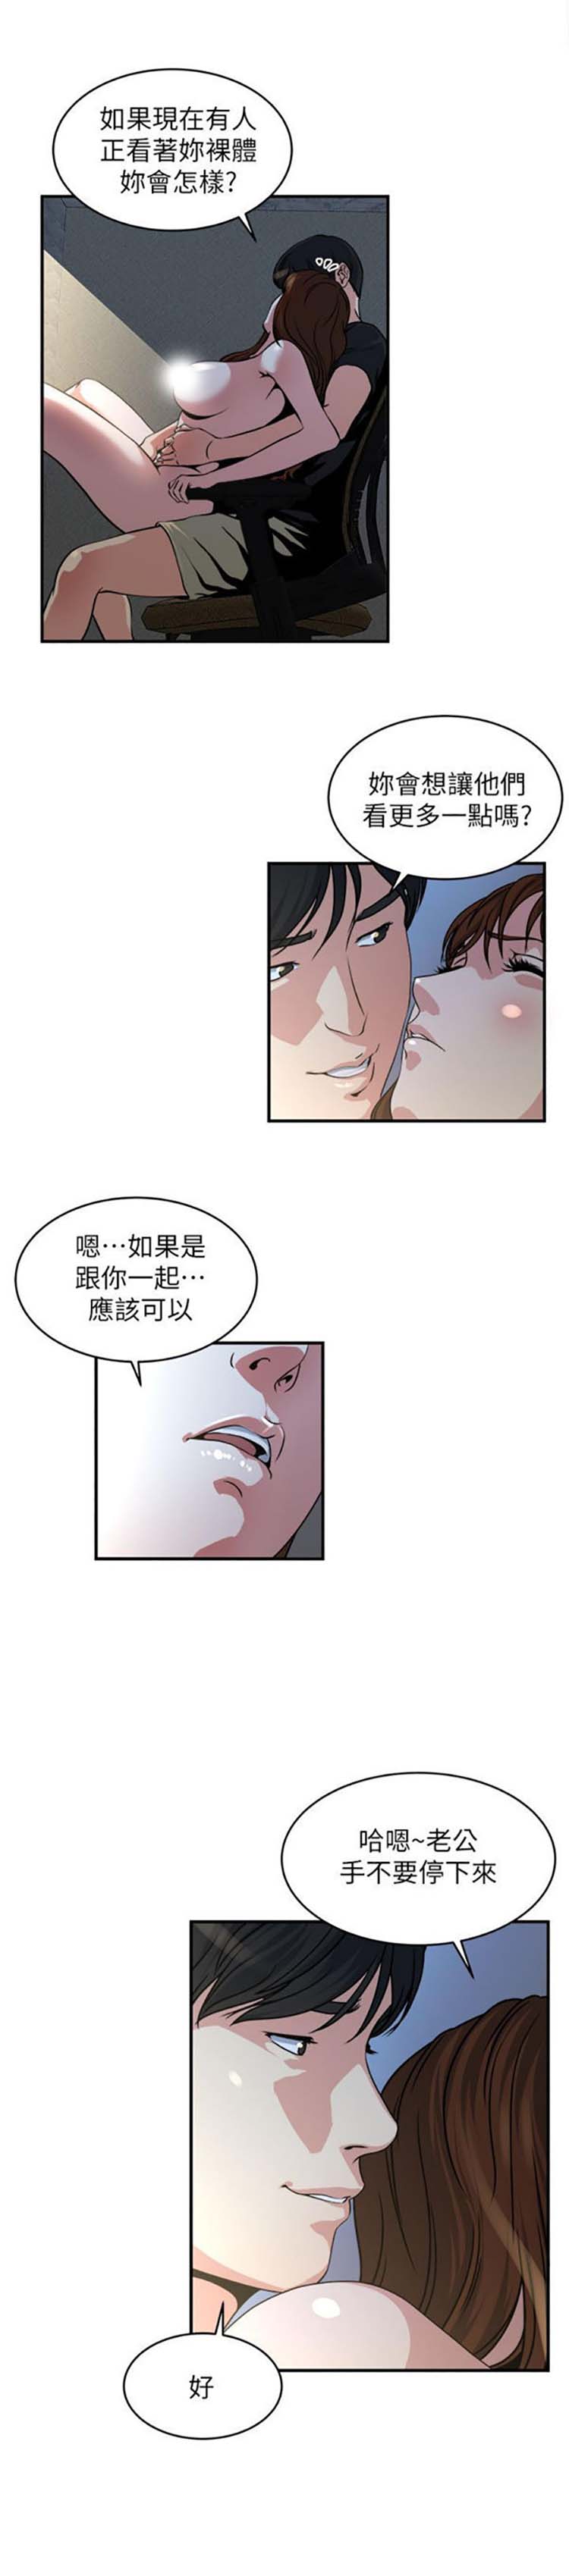 如果現在有人
正看著妳裸體
妳會怎樣?
妳會想讓他們
看更多一點嗎?
嗯⋯如果是
跟你一起⋯
應該可以
哈嗯~老公
手不要停下來
好